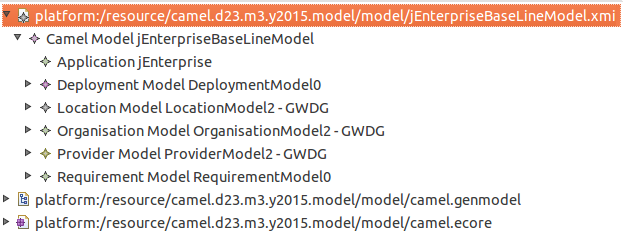 platform:/resource/camel.d23.m3.y2015.model/model/jEnterpriseBaseLineModel.xmi
Camel Model jEnterpriseBaseLineModel
Application jEnterprise
Deployment Model DeploymentModel0
Location Model LocationModel2 - GWDG
Organisation Model OrganisationModel2 - GWDG
Provider Model ProviderModel2 - GWDG
Requirement Model RequirementModel0
platform:/resource/camel.d23.m3.y2015.model/model/camel.genmodel
platform:/resource/camel.d23.m3.y2015.model/model/camel.ecore